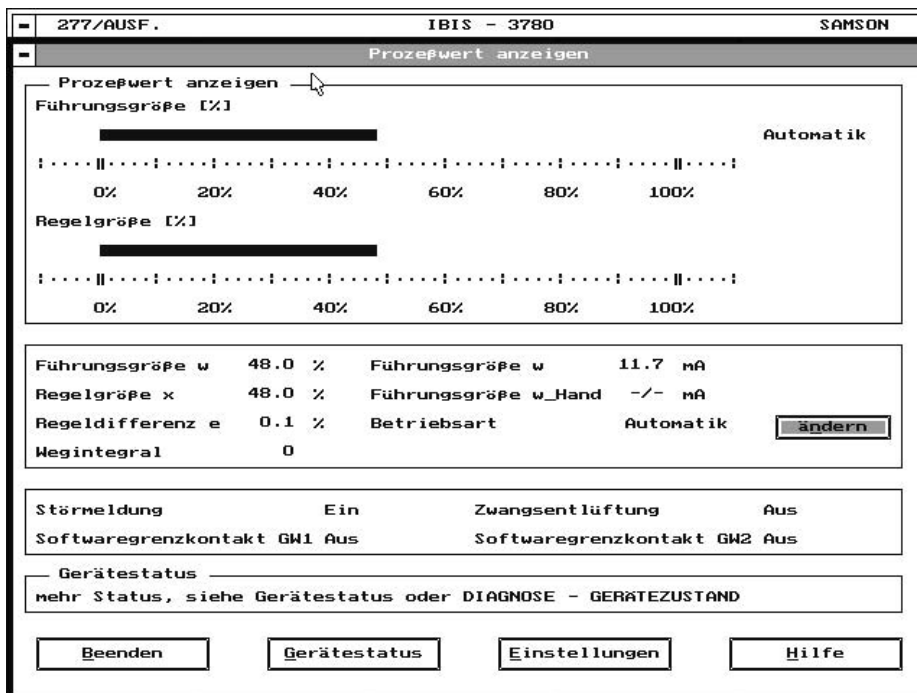 277/AUSF. IBIS - 3780 SAMSON
Prozeßwert anzeigen
Prozeßwert anzeigen
Führungsgröße [%]
Automatik
0% 20% 40% 60% 80% 100%
Regelgröße [%]
0% 20% 40% 60% 80% 100%
Führungsgröße w 48.0 % Führungsgröße w 11.7 mA
Regelgröße x 48.0 % Führungsgröße w_Hand -/- mA
Regeldifferenz e 0.1 % Betriebsart Automatik ändern
Wegintegral 0
Störmeldung Ein Zwangsentlüftung Aus
Softwaregrenzkontakt GW1 Aus Softwaregrenzkontakt GW2 Aus
Gerätestatus
mehr Status, siehe Gerätestatus oder DIAGNOSE - GERÄTEZUSTAND
Beenden Gerätestatus Einstellungen Hilfe